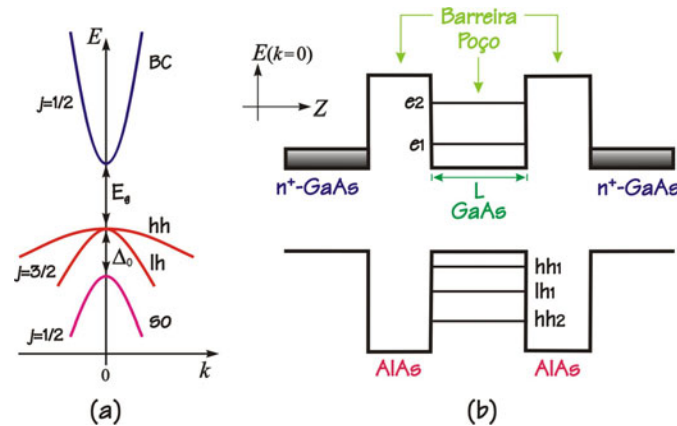 E
BC
j=1/2
E_g
hh
j=3/2
Δ₀
lh
j=1/2
SO
0
k
(a)
Barreira
Poço
E(k=0)
Z
e2
e1
n⁺-GaAs
L
GaAs
n⁺-GaAs
hh1
lh1
hh2
AlAs
AlAs
(b)